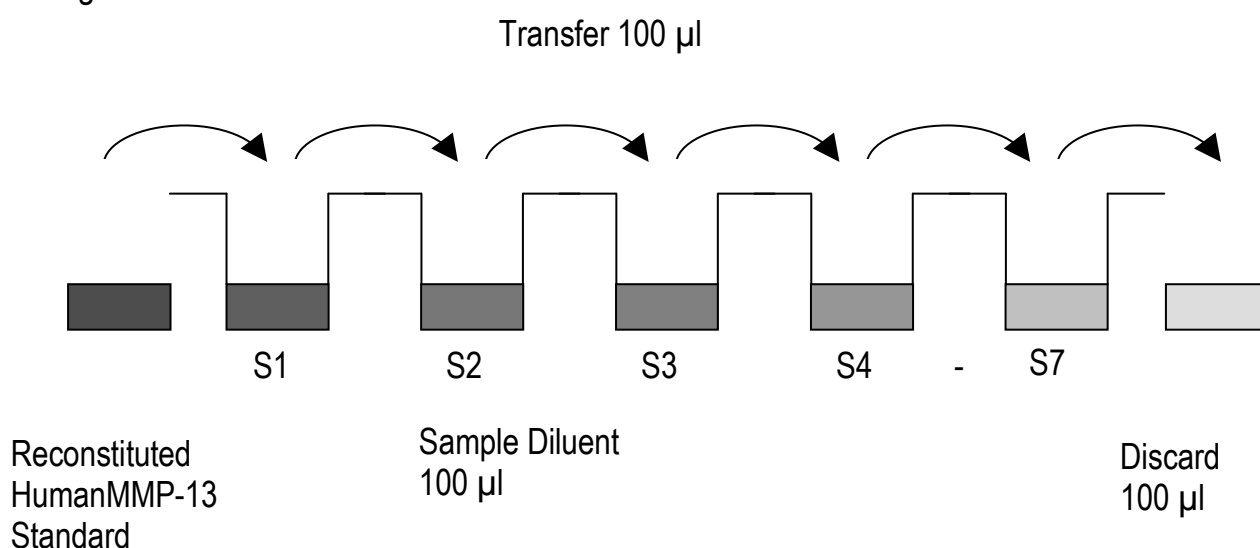 Transfer 100 µl
S1 S2 S3 S4 - S7
Reconstituted
HumanMMP-13
Standard
Sample Diluent
100 µl
Discard
100 µl